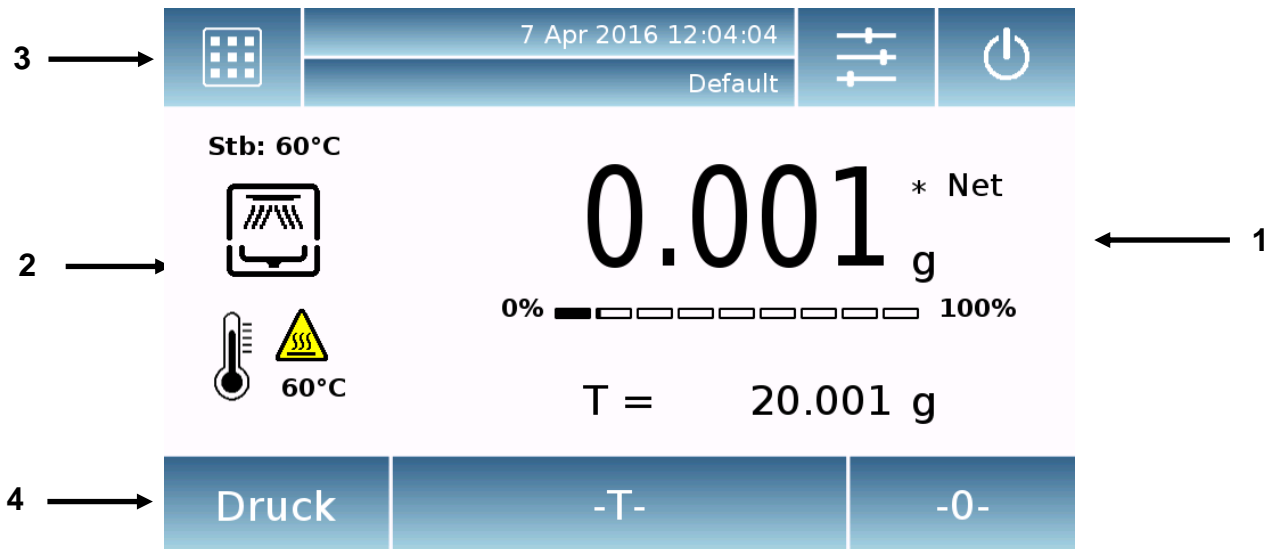 3
7 Apr 2016 12:04:04
Default
Stb: 60°C
0.001 * Net
g
1
2
0% 100%
60°C
T = 20.001 g
4
Druck -T- -0-